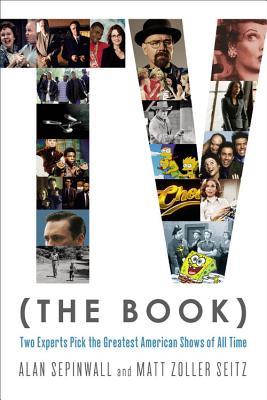 TV
Cheers
(THE BOOK)
Two Experts Pick the Greatest American Shows of All Time
ALAN SEPINWALL and MATT ZOLLER SEITZ